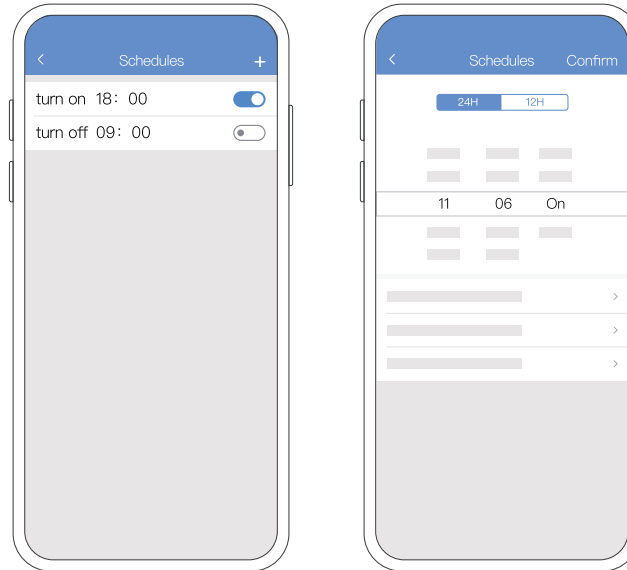 Schedules +
turn on 18: 00
turn off 09: 00
Schedules Confirm
24H 12H
11 06 On